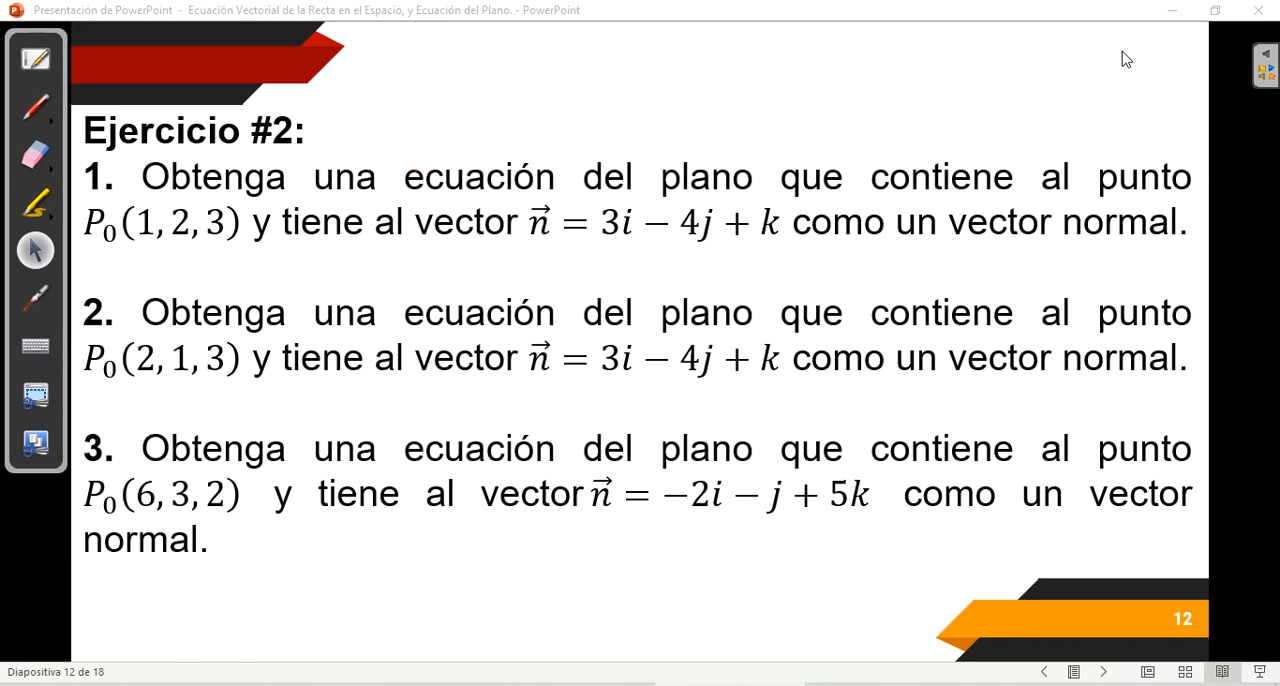 Presentación de PowerPoint - Ecuación Vectorial de la Recta en el Espacio, y Ecuación del Plano. - PowerPoint
Ejercicio #2:
1. Obtenga una ecuación del plano que contiene al punto
P₀(1, 2, 3) y tiene al vector n⃗ = 3i − 4j + k como un vector normal.
2. Obtenga una ecuación del plano que contiene al punto
P₀(2, 1, 3) y tiene al vector n⃗ = 3i − 4j + k como un vector normal.
3. Obtenga una ecuación del plano que contiene al punto
P₀(6, 3, 2) y tiene al vector n⃗ = −2i − j + 5k como un vector
normal.
12
Diapositiva 12 de 18